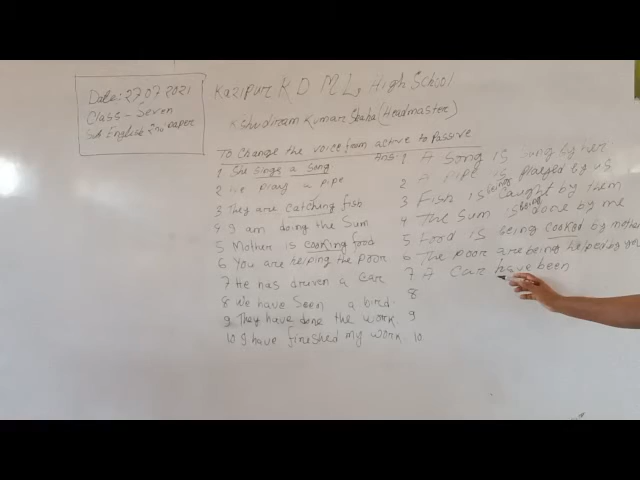 Date: 27.07.2021
Class - Seven
Sub English 2nd paper
Kazipur R D M L. High School
Kshudiram Kumar Shaha (Headmaster)
To Change the voice from active to Passive
1 She sings a song
2 we play a pipe
3 They are catching fish
4 I am doing the Sum
5 Mother is cooking food
6 You are helping the poor
7 He has driven a Car
8 We have Seen a bird.
9 They have done the work.
10 I have finished my work.
Ans: 1 A Song is Sung by her
2 A pipe is played by us
3 Fish is being caught by them
4 The Sum is being done by me
5 Food is being cooked by mother
6 The poor are being helped by you
7 A Car have been
8
9
10